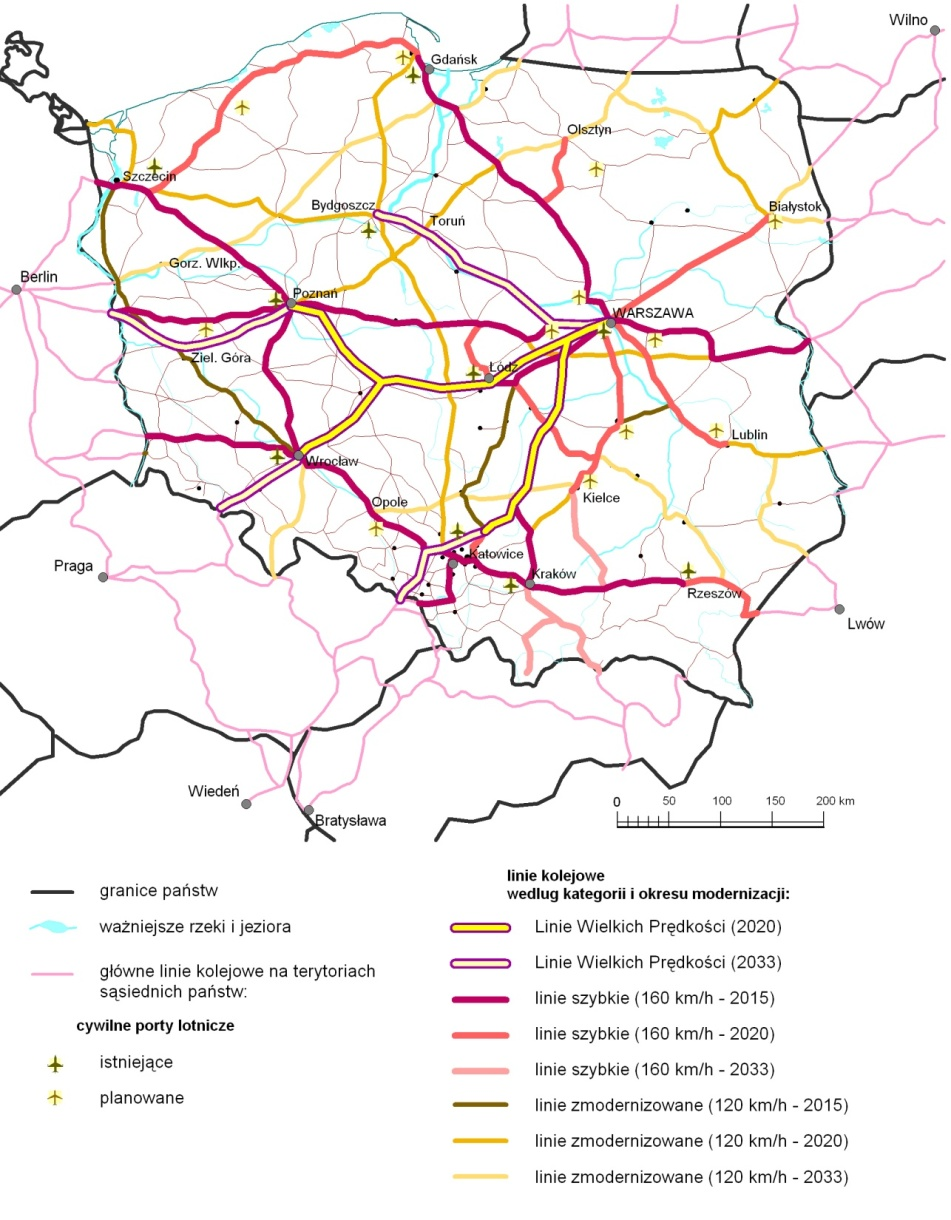 Wilno
Gdańsk
Olsztyn
Szczecin
Białystok
Bydgoszcz
Toruń
Gorz. Wlkp.
Berlin
Poznań
WARSZAWA
Ziel. Góra
Łódź
Lublin
Wrocław
Opole
Kielce
Katowice
Praga
Kraków
Rzeszów
Lwów
Wiedeń
Bratysława
0 50 100 150 200 km
granice państw
ważniejsze rzeki i jeziora
główne linie kolejowe na terytoriach
sąsiednich państw:
cywilne porty lotnicze
istniejące
planowane
linie kolejowe
wedlug kategorii i okresu modernizacji:
Linie Wielkich Prędkości (2020)
Linie Wielkich Prędkości (2033)
linie szybkie (160 km/h - 2015)
linie szybkie (160 km/h - 2020)
linie szybkie (160 km/h - 2033)
linie zmodernizowane (120 km/h - 2015)
linie zmodernizowane (120 km/h - 2020)
linie zmodernizowane (120 km/h - 2033)